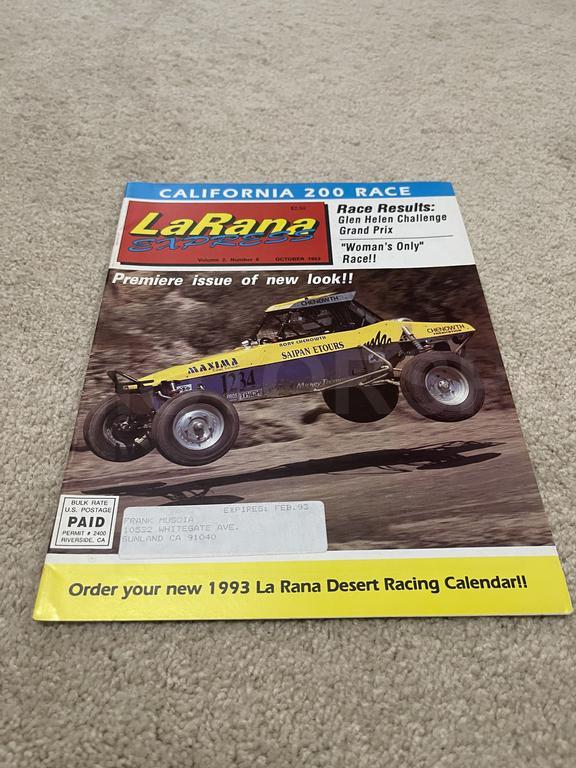 CALIFORNIA 200 RACE
$2.50
LaRana
EXPRESS
Volume 2, Number 8 OCTOBER 1992
Race Results:
Glen Helen Challenge
Grand Prix
"Woman's Only"
Race!!
Premiere issue of new look!!
CHENOWTH
RORY CHENOWTH
SAIPAN ETOURS
CHENOWTH
MAXIMA
1234
Mickey Thompson
BULK RATE
U.S. POSTAGE
PAID
PERMIT # 2400
RIVERSIDE, CA
EXPIRES: FEB.93
FRANK MUSCIA
10532 WHITEGATE AVE.
SUNLAND CA 91040
Order your new 1993 La Rana Desert Racing Calendar!!